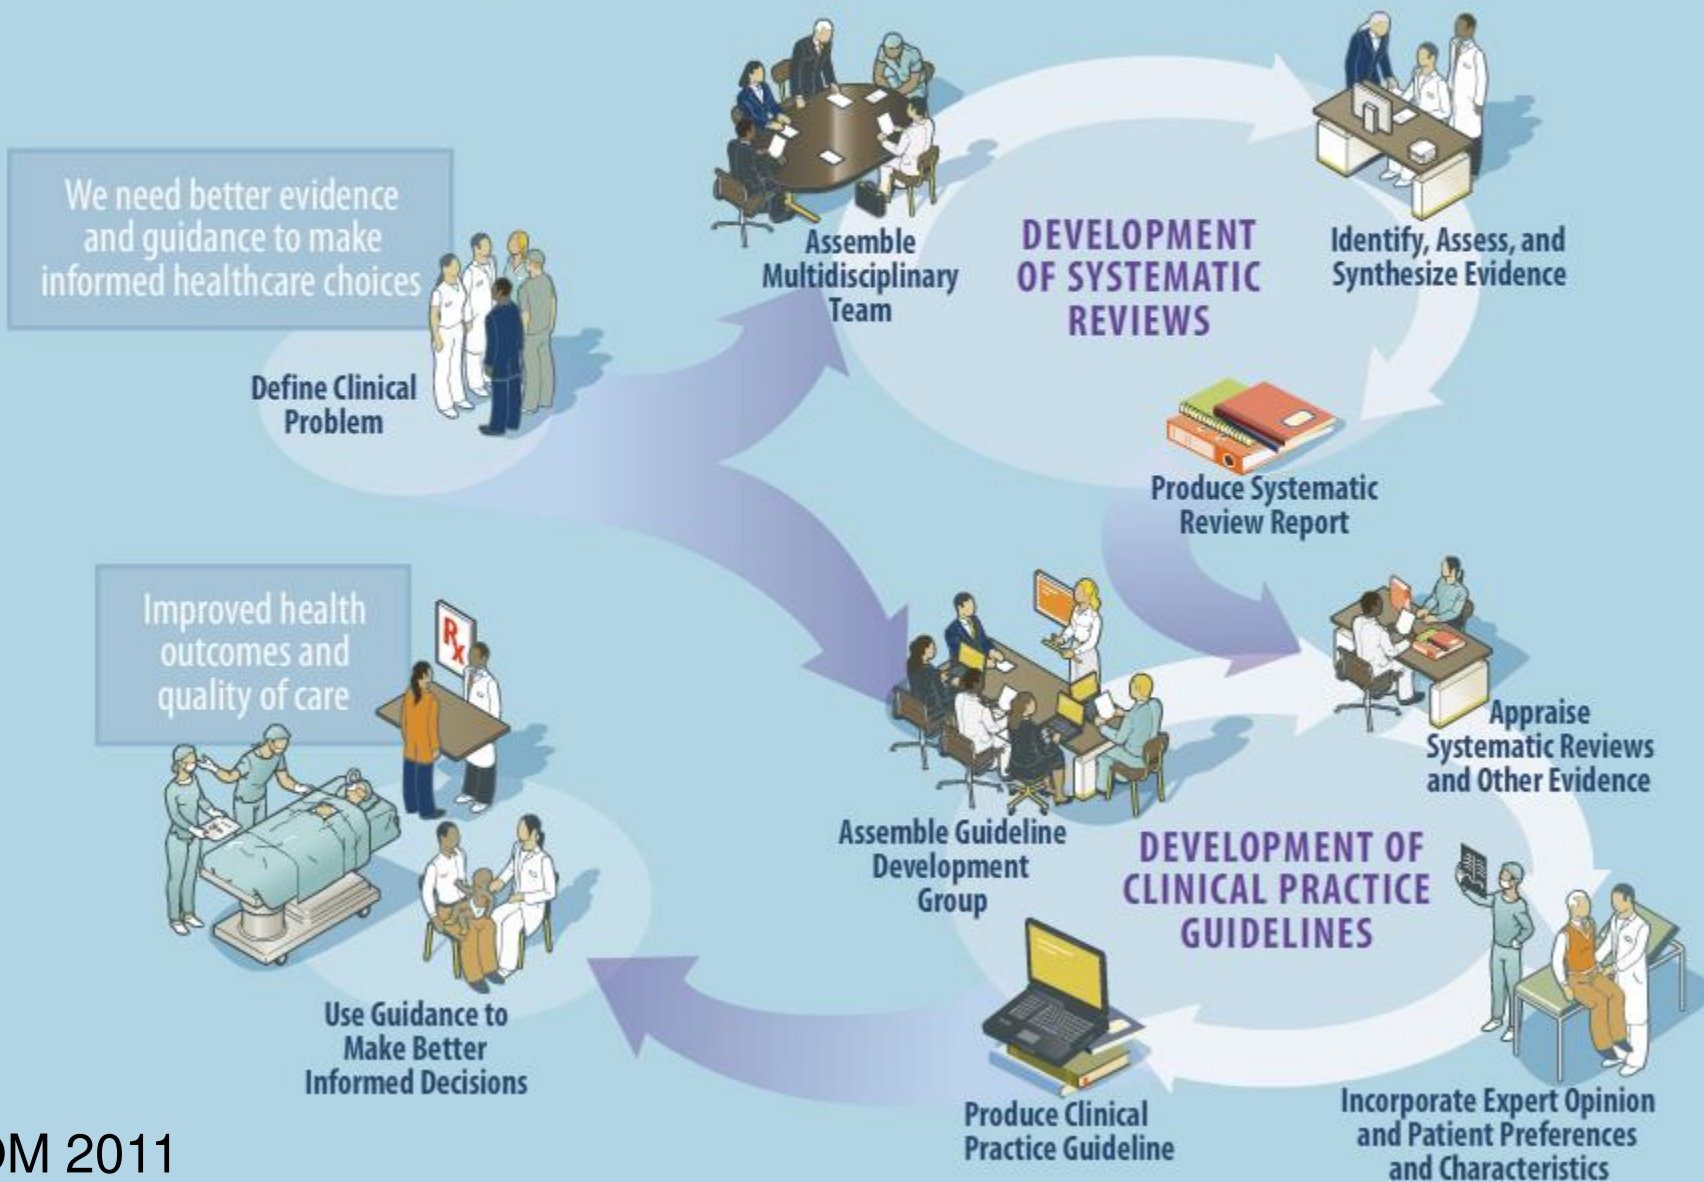 We need better evidence
and guidance to make
informed healthcare choices
Define Clinical
Problem
Assemble
Multidisciplinary
Team
DEVELOPMENT
OF SYSTEMATIC
REVIEWS
Identify, Assess, and
Synthesize Evidence
Produce Systematic
Review Report
Assemble Guideline
Development
Group
DEVELOPMENT OF
CLINICAL PRACTICE
GUIDELINES
Appraise
Systematic Reviews
and Other Evidence
Incorporate Expert Opinion
and Patient Preferences
and Characteristics
Produce Clinical
Practice Guideline
Improved health
outcomes and
quality of care
Rx
Use Guidance to
Make Better
Informed Decisions
OM 2011